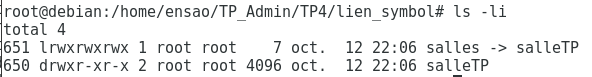 root@debian:/home/ensao/TP_Admin/TP4/lien_symbol# ls -li
total 4
651 lrwxrwxrwx 1 root root    7 oct.  12 22:06 salles -> salleTP
650 drwxr-xr-x 2 root root 4096 oct.  12 22:06 salleTP